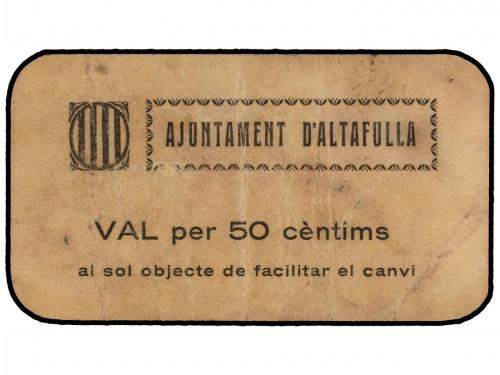 AJUNTAMENT D'ALTAFULLA
VAL per 50 cèntims
al sol objecte de facilitar el canvi